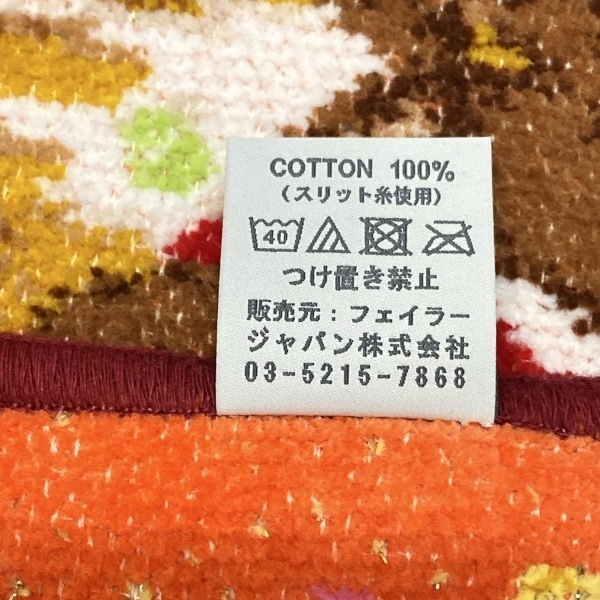 COTTON 100%
(スリット糸使用)
40
つけ置き禁止
販売元：フェイラー
ジャパン株式会社
03-5215-7868